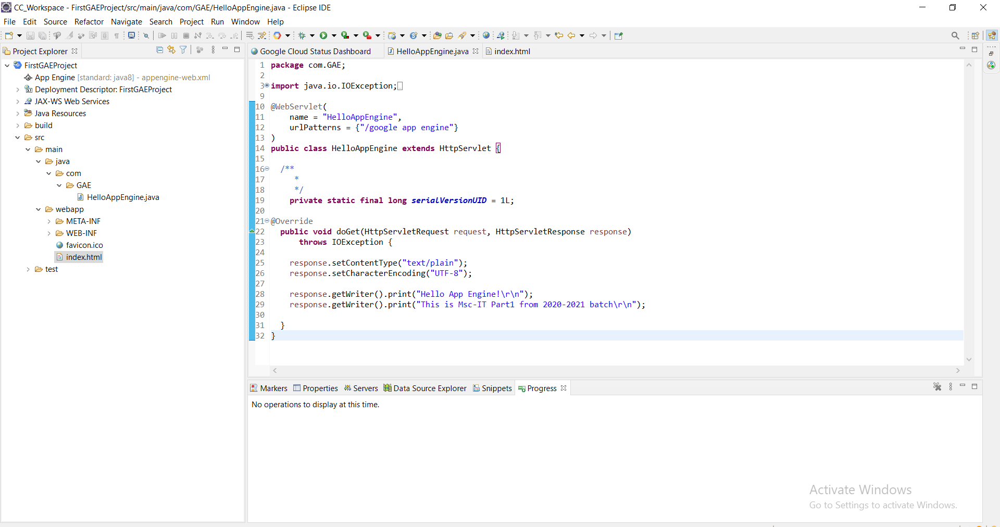 CC_Workspace - FirstGAEProject/src/main/java/com/GAE/HelloAppEngine.java - Eclipse IDE
File Edit Source Refactor Navigate Search Project Run Window Help
Project Explorer
FirstGAEProject
App Engine [standard: java8] - appengine-web.xml
Deployment Descriptor: FirstGAEProject
JAX-WS Web Services
Java Resources
build
src
main
java
com
GAE
HelloAppEngine.java
webapp
META-INF
WEB-INF
favicon.ico
index.html
test
Google Cloud Status Dashboard HelloAppEngine.java index.html
1 package com.GAE;
2
3 import java.io.IOException;
9
10 @WebServlet(
11 name = "HelloAppEngine",
12 urlPatterns = {"/google app engine"}
13 )
14 public class HelloAppEngine extends HttpServlet {
15
16 /**
17 *
18 */
19 private static final long serialVersionUID = 1L;
20
21 @Override
22 public void doGet(HttpServletRequest request, HttpServletResponse response)
23 throws IOException {
24
25 response.setContentType("text/plain");
26 response.setCharacterEncoding("UTF-8");
27
28 response.getWriter().print("Hello App Engine!\r\n");
29 response.getWriter().print("This is Msc-IT Part1 from 2020-2021 batch\r\n");
30
31 }
32 }
Markers Properties Servers Data Source Explorer Snippets Progress
No operations to display at this time.
Activate Windows
Go to Settings to activate Windows.